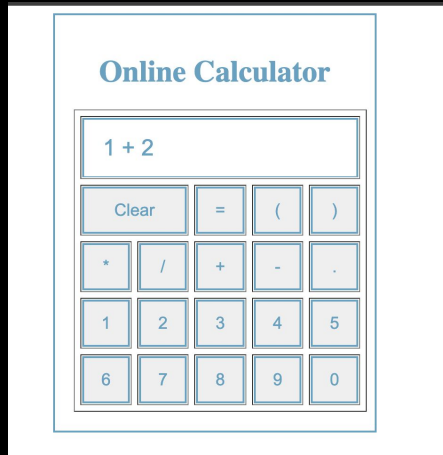 Online Calculator
1 + 2
Clear = ( )
* / + - .
1 2 3 4 5
6 7 8 9 0